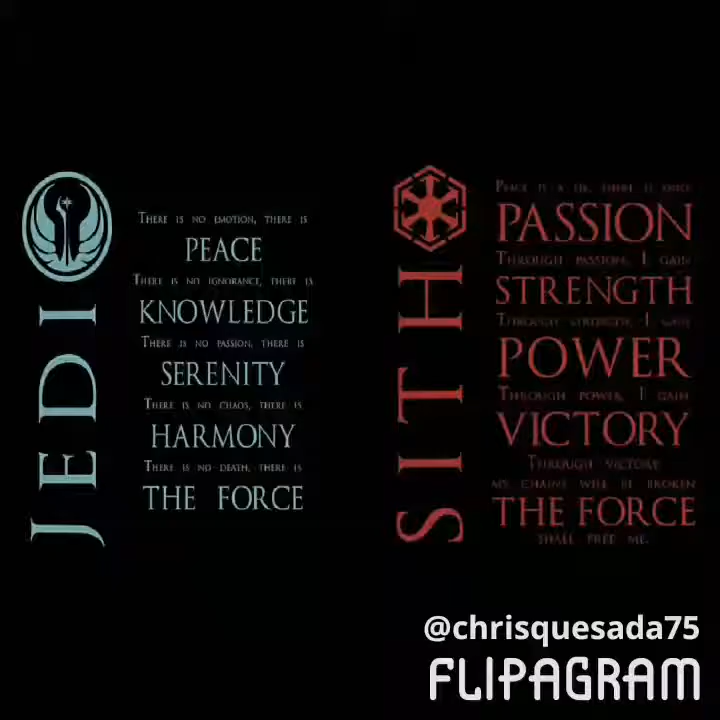 JEDI
THERE IS NO EMOTION, THERE IS
PEACE
THERE IS NO IGNORANCE, THERE IS
KNOWLEDGE
THERE IS NO PASSION, THERE IS
SERENITY
THERE IS NO CHAOS, THERE IS
HARMONY
THERE IS NO DEATH, THERE IS
THE FORCE
SITH
PEACE IS A LIE, THERE IS ONLY
PASSION
THROUGH PASSION, I GAIN
STRENGTH
THROUGH STRENGTH, I GAIN
POWER
THROUGH POWER, I GAIN
VICTORY
THROUGH VICTORY
MY CHAINS WILL BE BROKEN
THE FORCE
SHALL FREE ME.
@chrisquesada75
FLIPAGRAM